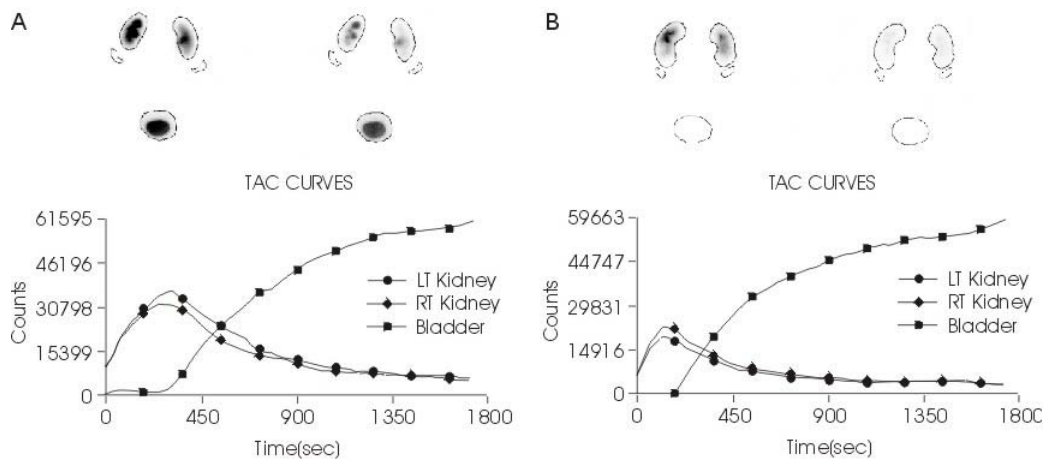 A
TAC CURVES
61595
46196
30798
15399
0
Counts
LT Kidney
RT Kidney
Bladder
0 450 900 1350 1800
Time(sec)
B
TAC CURVES
59663
44747
29831
14916
0
Counts
LT Kidney
RT Kidney
Bladder
0 450 900 1350 1800
Time(sec)